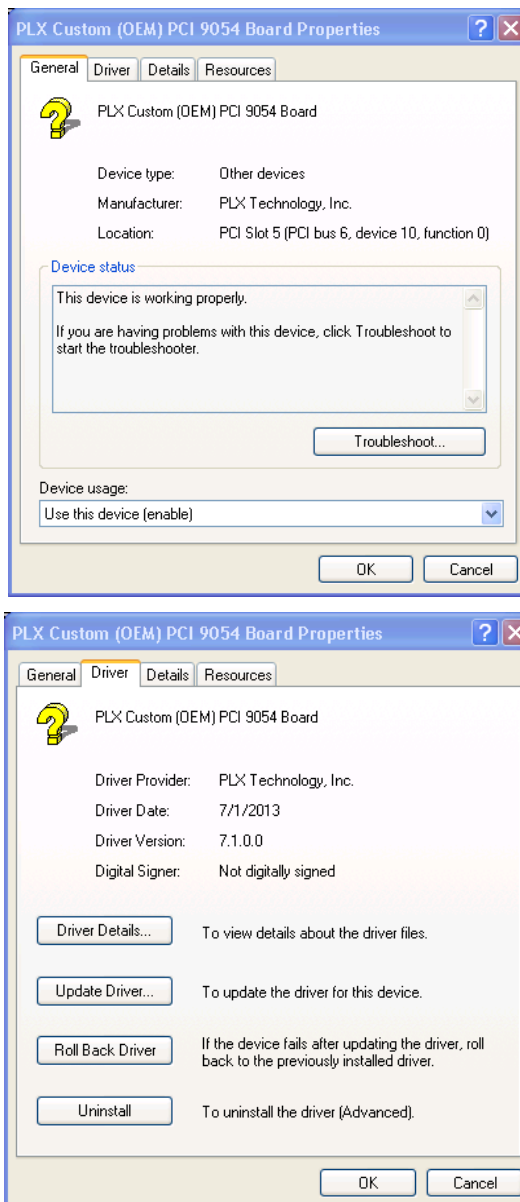 PLX Custom (OEM) PCI 9054 Board Properties
General Driver Details Resources
PLX Custom (OEM) PCI 9054 Board
Device type: Other devices
Manufacturer: PLX Technology, Inc.
Location: PCI Slot 5 (PCI bus 6, device 10, function 0)
Device status
This device is working properly.
If you are having problems with this device, click Troubleshoot to
start the troubleshooter.
Troubleshoot...
Device usage:
Use this device (enable)
OK Cancel
PLX Custom (OEM) PCI 9054 Board Properties
General Driver Details Resources
PLX Custom (OEM) PCI 9054 Board
Driver Provider: PLX Technology, Inc.
Driver Date: 7/1/2013
Driver Version: 7.1.0.0
Digital Signer: Not digitally signed
Driver Details... To view details about the driver files.
Update Driver... To update the driver for this device.
Roll Back Driver If the device fails after updating the driver, roll
back to the previously installed driver.
Uninstall To uninstall the driver (Advanced).
OK Cancel